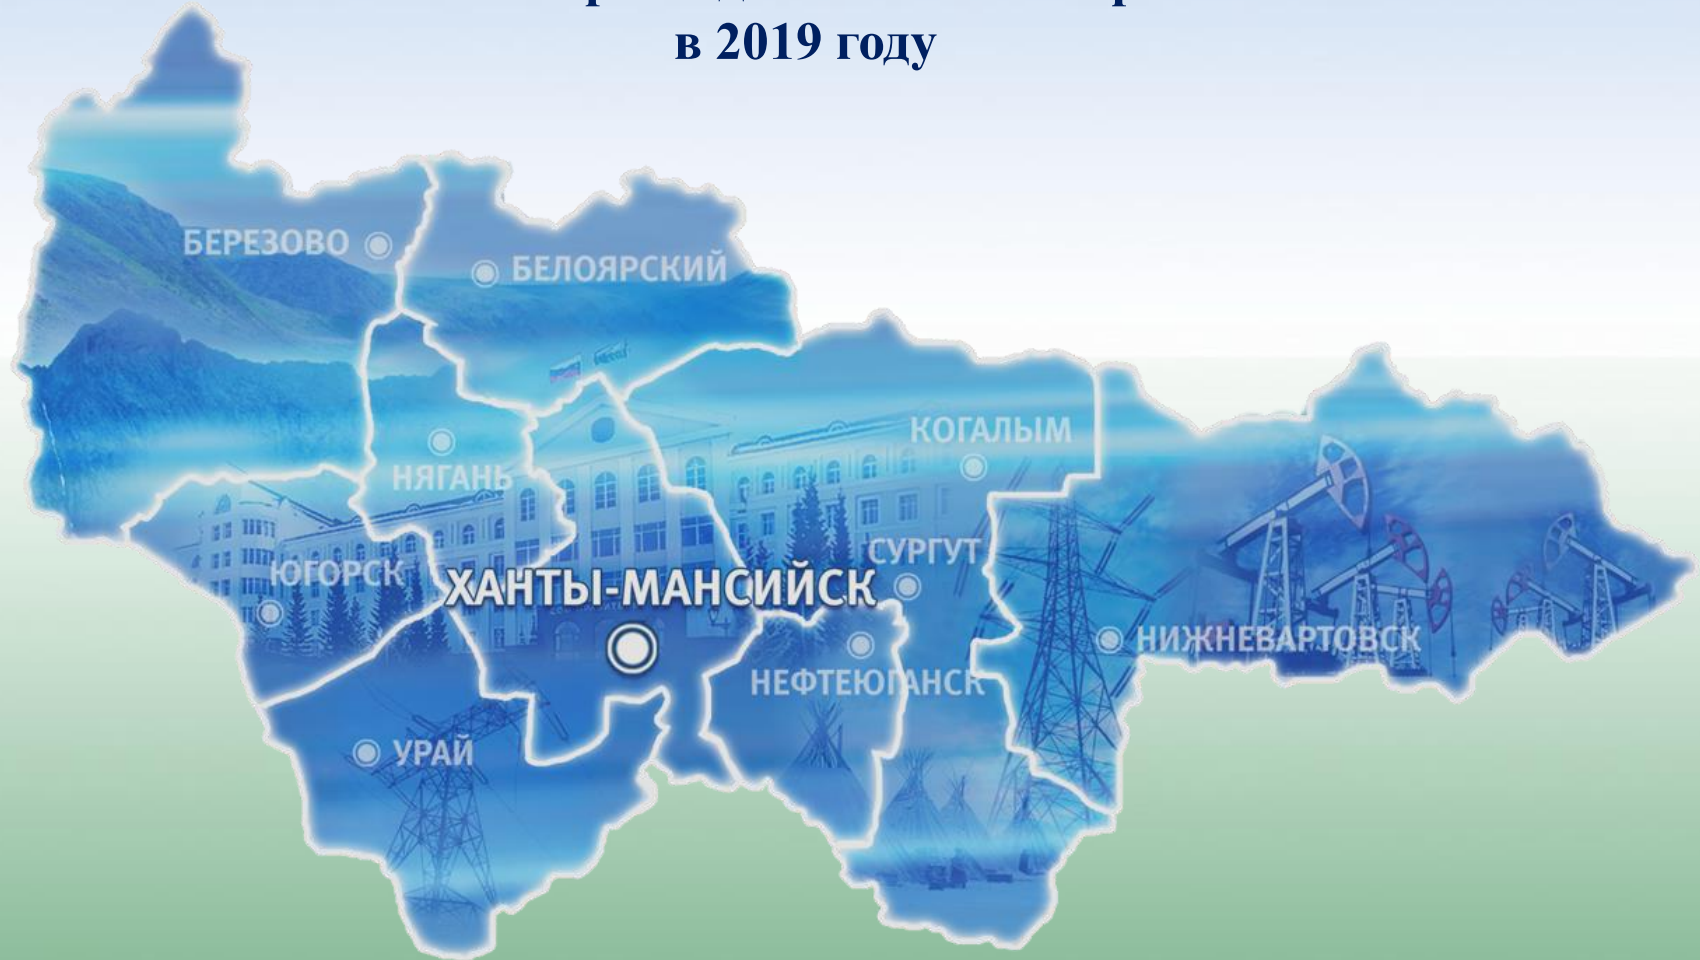 в 2019 году
БЕРЕЗОВО
БЕЛОЯРСКИЙ
КОГАЛЫМ
НЯГАНЬ
СУРГУТ
ЮГОРСК
ХАНТЫ-МАНСИЙСК
НИЖНЕВАРТОВСК
НЕФТЕЮГАНСК
УРАЙ